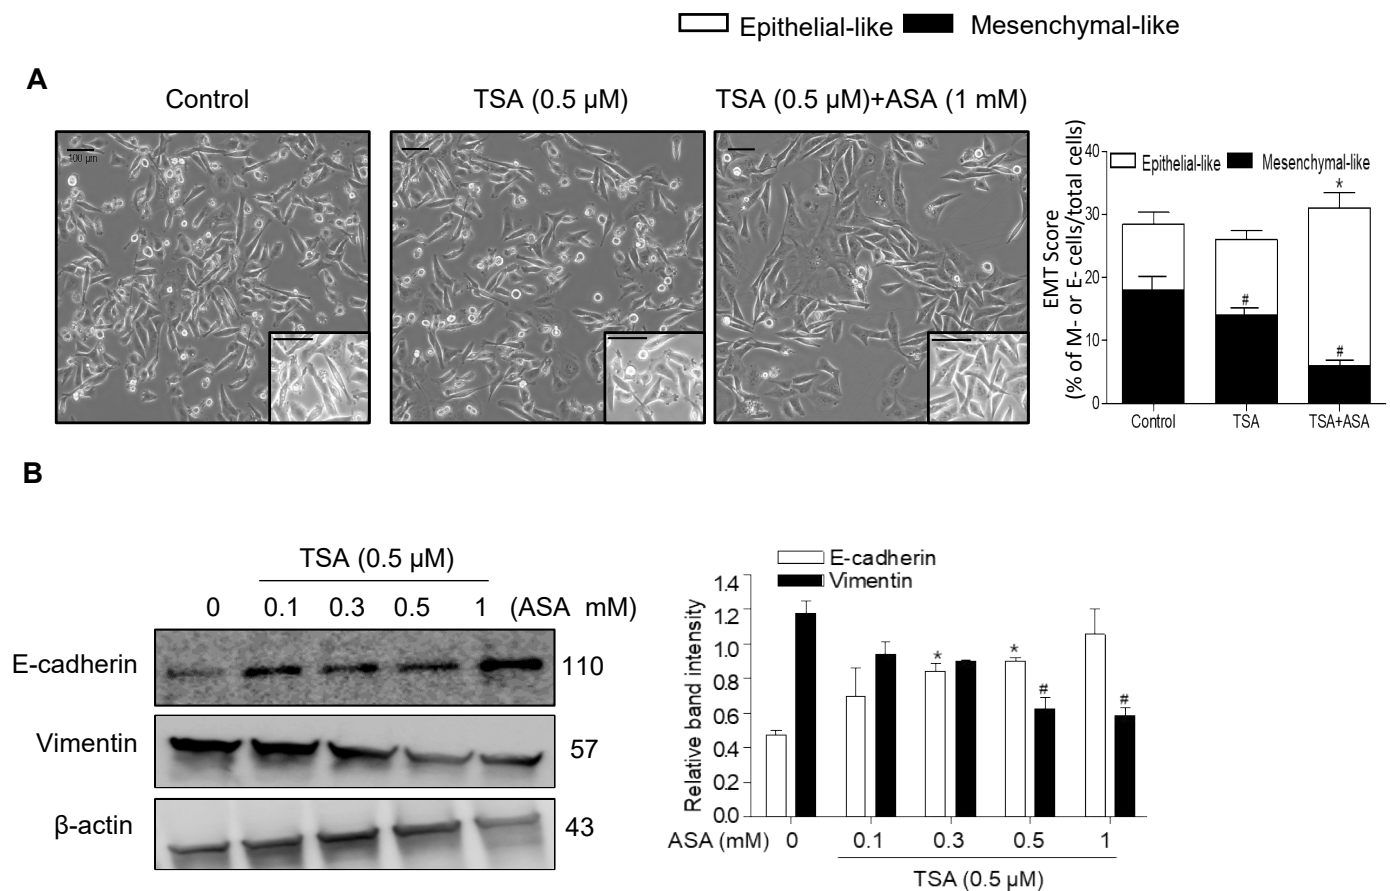 Epithelial-like Mesenchymal-like
A
Control TSA (0.5 µM) TSA (0.5 µM)+ASA (1 mM)
100 µm
EMT Score
(% of M- or E- cells/total cells)
40
30
20
10
0
Epithelial-like Mesenchymal-like
*
#
#
Control TSA TSA+ASA
B
TSA (0.5 µM)
0 0.1 0.3 0.5 1 (ASA mM)
E-cadherin 110
Vimentin 57
β-actin 43
E-cadherin
Vimentin
Relative band intensity
1.4
1.2
1.0
0.8
0.6
0.4
0.2
0.0
*
*
#
#
ASA (mM) 0 0.1 0.3 0.5 1
TSA (0.5 µM)